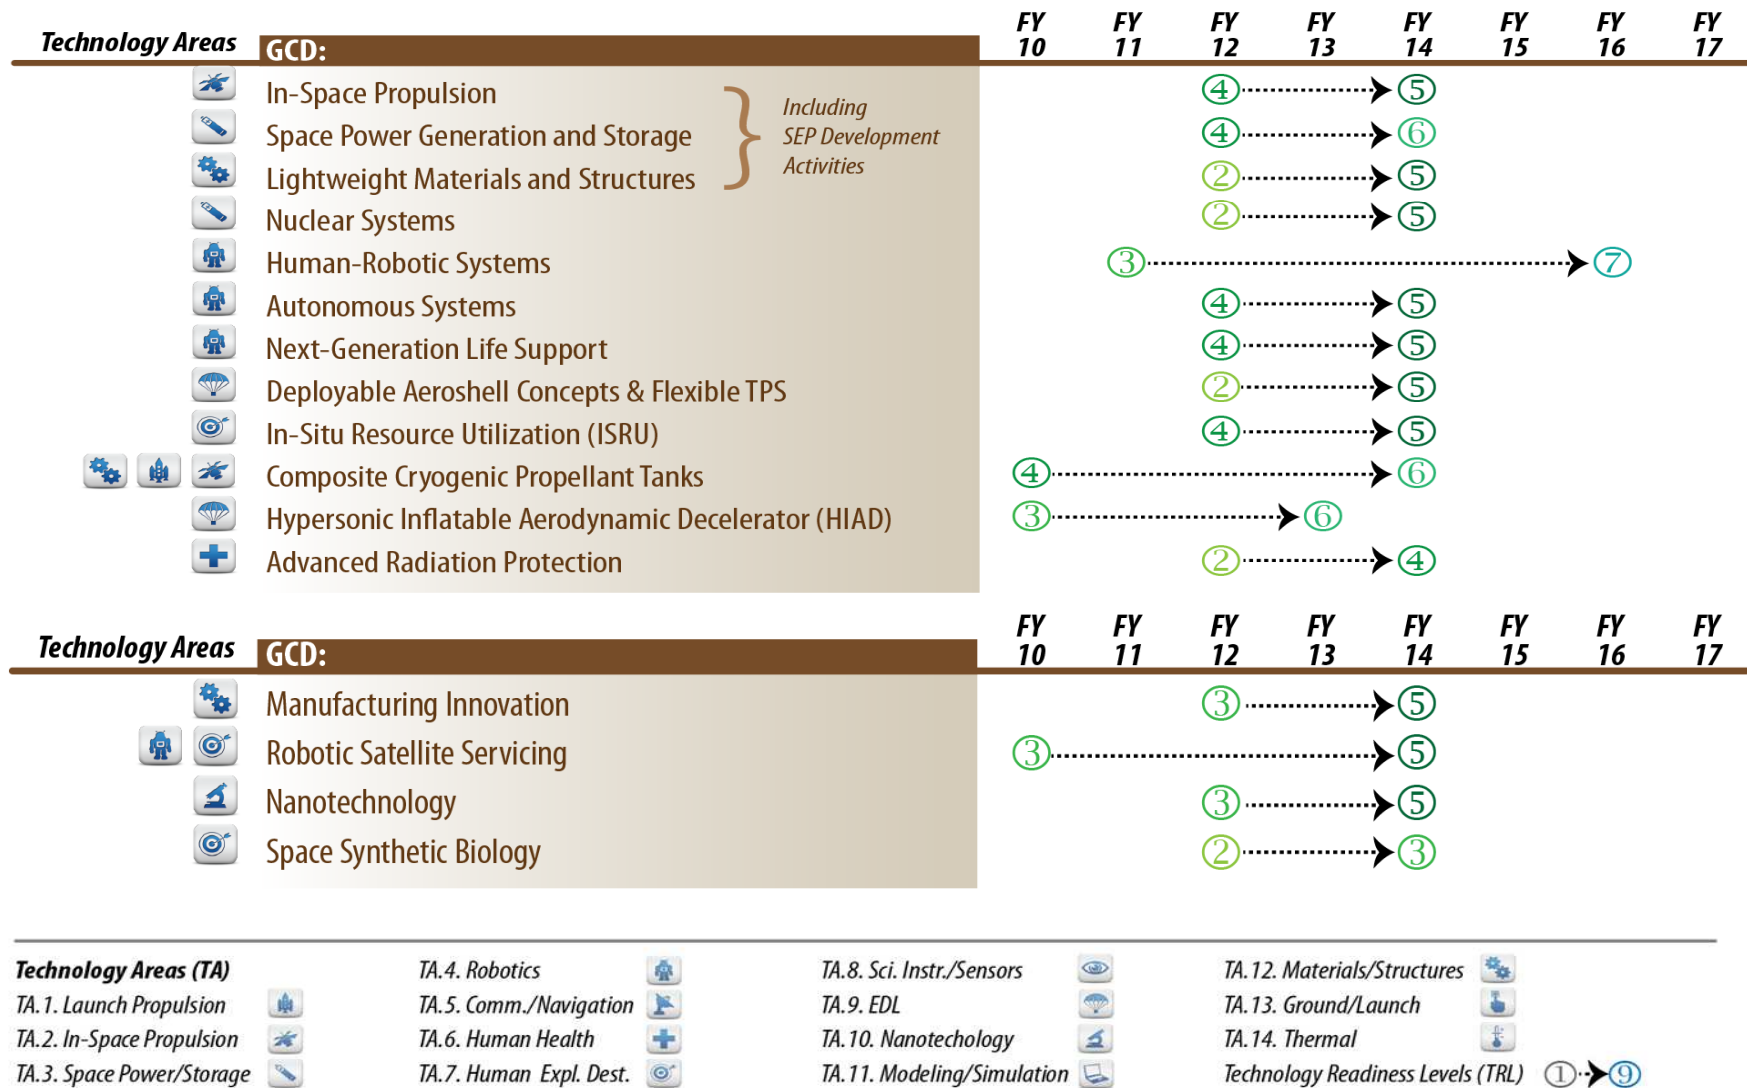 Technology Areas GCD: FY 10 FY 11 FY 12 FY 13 FY 14 FY 15 FY 16 FY 17
In-Space Propulsion 4 5
Including
SEP Development
Activities
Space Power Generation and Storage 4 6
Lightweight Materials and Structures 2 5
Nuclear Systems 2 5
Human-Robotic Systems 3 7
Autonomous Systems 4 5
Next-Generation Life Support 4 5
Deployable Aeroshell Concepts & Flexible TPS 2 5
In-Situ Resource Utilization (ISRU) 4 5
Composite Cryogenic Propellant Tanks 4 6
Hypersonic Inflatable Aerodynamic Decelerator (HIAD) 3 6
Advanced Radiation Protection 2 4
Technology Areas GCD: FY 10 FY 11 FY 12 FY 13 FY 14 FY 15 FY 16 FY 17
Manufacturing Innovation 3 5
Robotic Satellite Servicing 3 5
Nanotechnology 3 5
Space Synthetic Biology 2 3
Technology Areas (TA)
TA.1. Launch Propulsion
TA.2. In-Space Propulsion
TA.3. Space Power/Storage
TA.4. Robotics
TA.5. Comm./Navigation
TA.6. Human Health
TA.7. Human Expl. Dest.
TA.8. Sci. Instr./Sensors
TA.9. EDL
TA.10. Nanotechology
TA.11. Modeling/Simulation
TA.12. Materials/Structures
TA.13. Ground/Launch
TA.14. Thermal
Technology Readiness Levels (TRL) 1 9